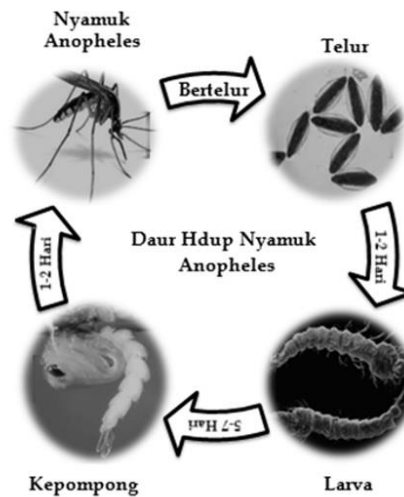 Nyamuk
Anopheles
Bertelur
Telur
1-2 Hari
Daur Hdup Nyamuk
Anopheles
1-2 Hari
5-7 Hari
Kepompong
Larva